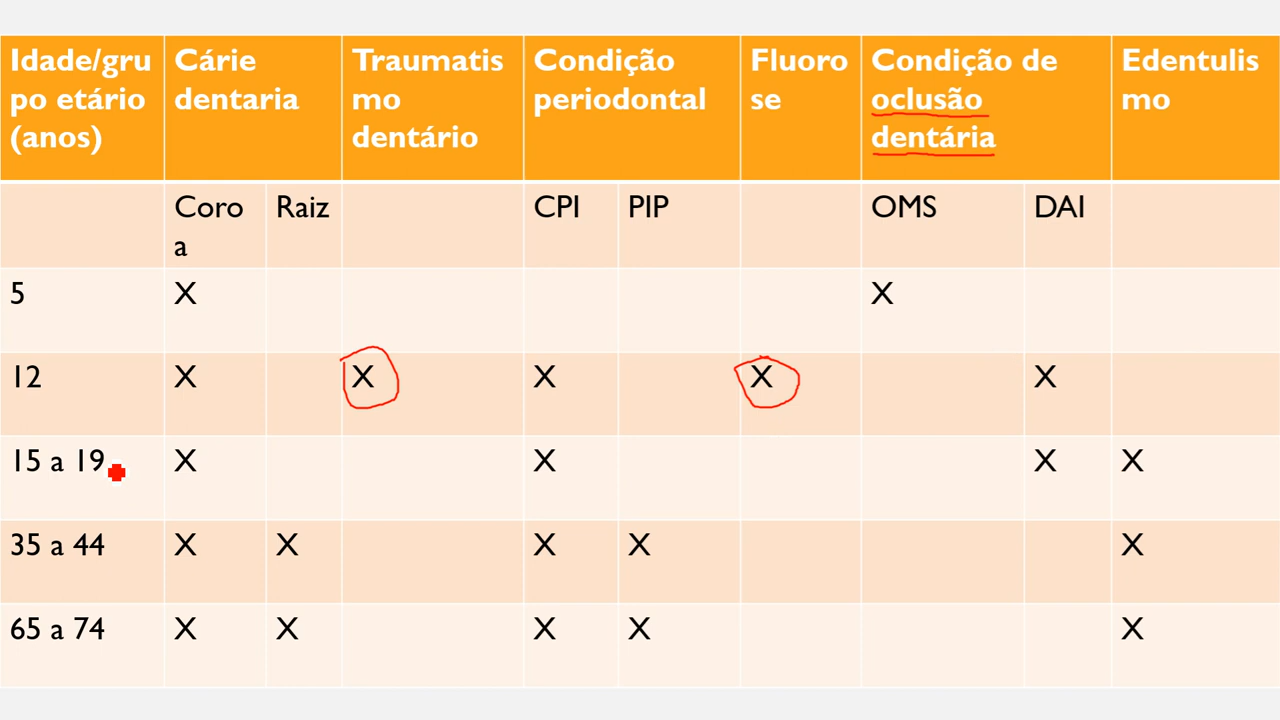 Idade/gru
po etário
(anos)
Cárie
dentaria
Traumatis
mo
dentário
Condição
periodontal
Fluoro
se
Condição de
oclusão
dentária
Edentulis
mo
Coro
a
Raiz
CPI
PIP
OMS
DAI
5 X X
12 X X X X X
15 a 19 X X X X
35 a 44 X X X X X
65 a 74 X X X X X